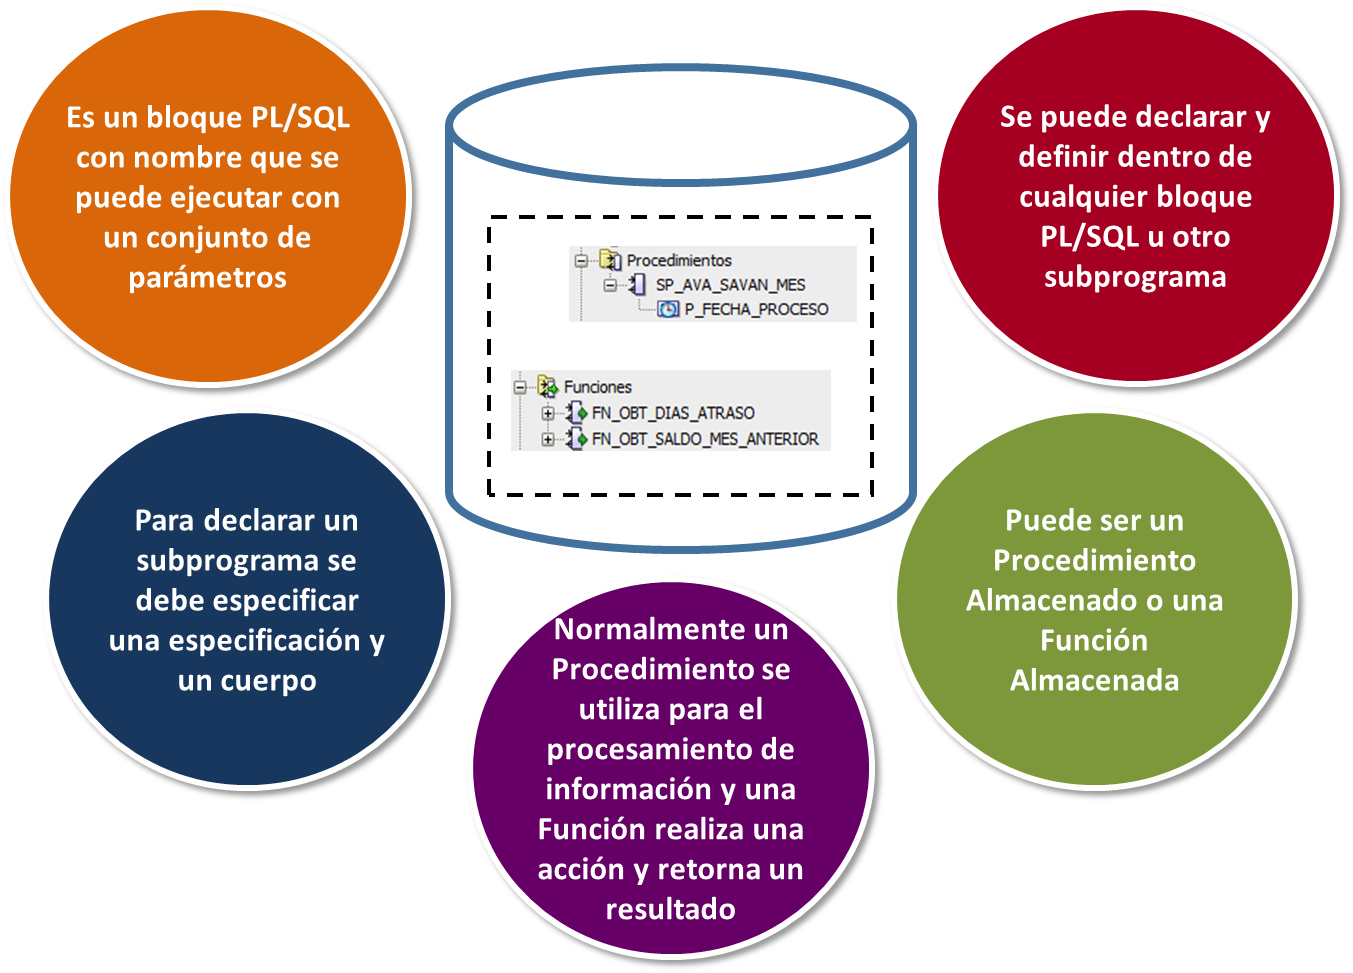 Es un bloque PL/SQL
con nombre que se
puede ejecutar con
un conjunto de
parámetros
Procedimientos
SP_AVA_SAVAN_MES
P_FECHA_PROCESO
Funciones
FN_OBT_DIAS_ATRASO
FN_OBT_SALDO_MES_ANTERIOR
Se puede declarar y
definir dentro de
cualquier bloque
PL/SQL u otro
subprograma
Para declarar un
subprograma se
debe especificar
una especificación y
un cuerpo
Normalmente un
Procedimiento se
utiliza para el
procesamiento de
información y una
Función realiza una
acción y retorna un
resultado
Puede ser un
Procedimiento
Almacenado o una
Función
Almacenada